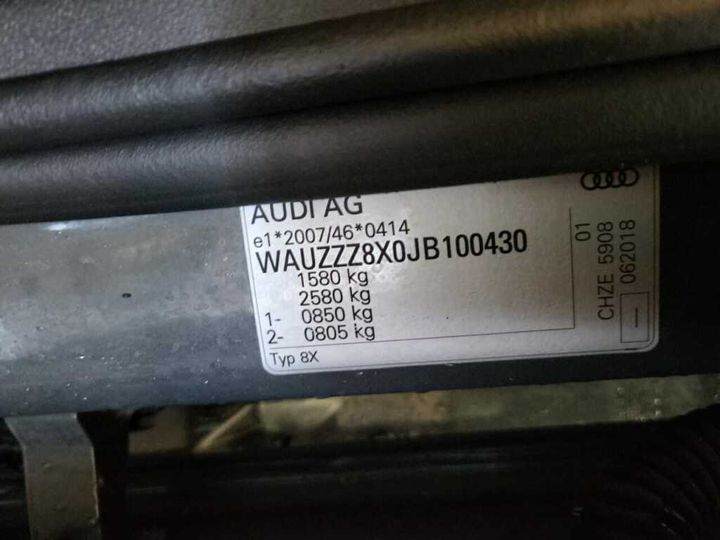 AUDI AG
e1*2007/46*0414
WAUZZZ8X0JB100430
1580 kg
2580 kg
1- 0850 kg
2- 0805 kg
Typ 8X
01
CHZE 5908
062018